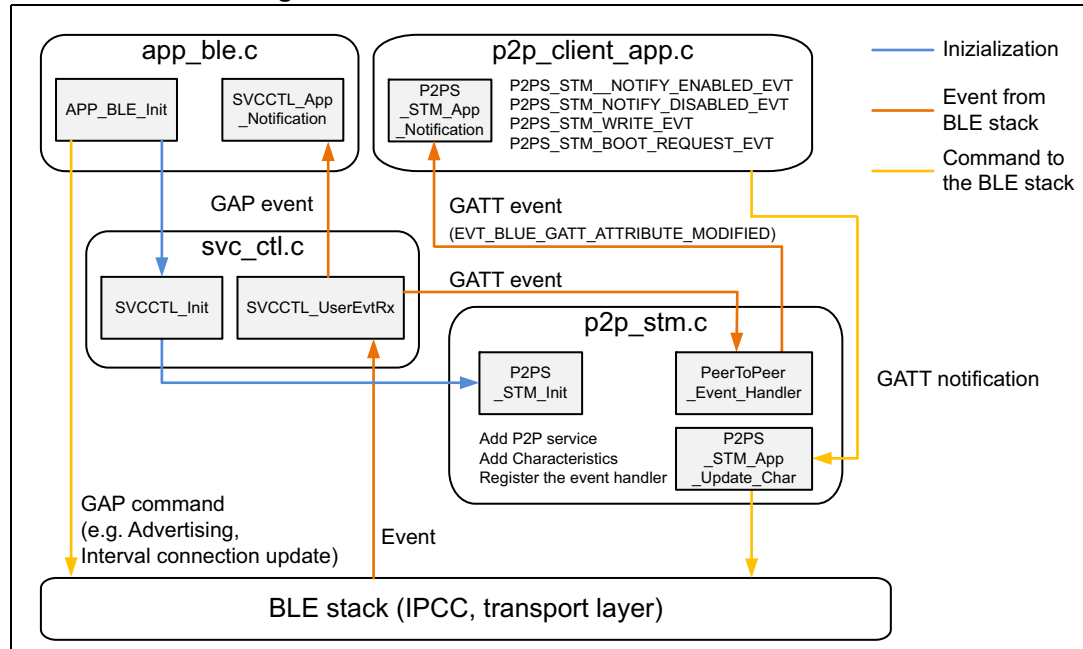 app_ble.c
APP_BLE_Init
SVCCTL_App
_Notification
p2p_client_app.c
P2PS
_STM_App
_Notification
P2PS_STM__NOTIFY_ENABLED_EVT
P2PS_STM_NOTIFY_DISABLED_EVT
P2PS_STM_WRITE_EVT
P2PS_STM_BOOT_REQUEST_EVT
Inizialization
Event from
BLE stack
Command to
the BLE stack
GAP event
GATT event
(EVT_BLUE_GATT_ATTRIBUTE_MODIFIED)
svc_ctl.c
SVCCTL_Init
SVCCTL_UserEvtRx
GATT event
p2p_stm.c
P2PS
_STM_Init
PeerToPeer
_Event_Handler
Add P2P service
Add Characteristics
Register the event handler
P2PS
_STM_App
_Update_Char
GATT notification
GAP command
(e.g. Advertising,
Interval connection update)
Event
BLE stack (IPCC, transport layer)